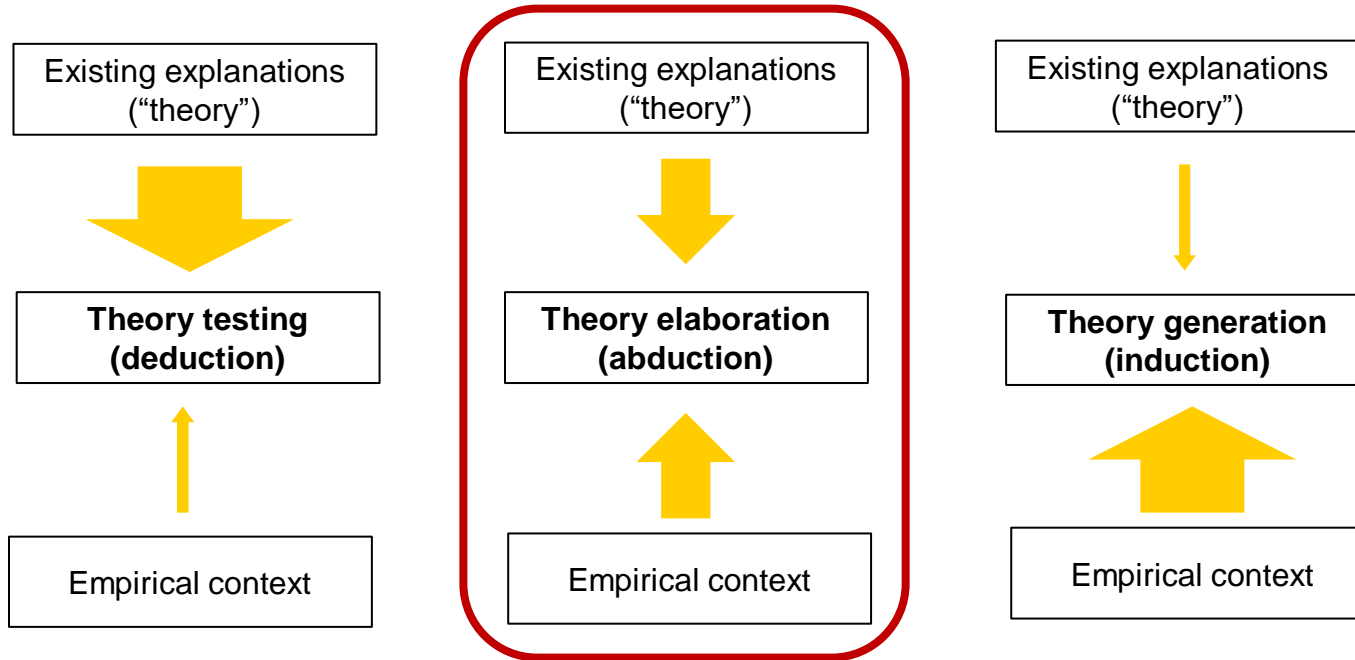 Existing explanations
(“theory”)
Existing explanations
(“theory”)
Existing explanations
(“theory”)
Theory testing
(deduction)
Theory elaboration
(abduction)
Theory generation
(induction)
Empirical context
Empirical context
Empirical context